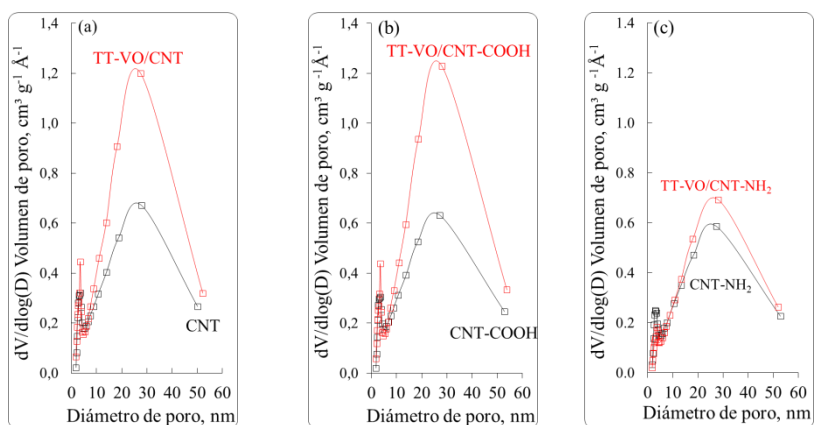 (a)
TT-VO/CNT
CNT
dV/dlog(D) Volumen de poro, cm³ g⁻¹Å⁻¹
1,4
1,2
1,0
0,8
0,6
0,4
0,2
0,0
0 10 20 30 40 50 60
Diámetro de poro, nm
(b)
TT-VO/CNT-COOH
CNT-COOH
dV/dlog(D) Volumen de poro, cm³ g⁻¹Å⁻¹
1,4
1,2
1,0
0,8
0,6
0,4
0,2
0,0
0 10 20 30 40 50 60
Diámetro de poro, nm
(c)
TT-VO/CNT-NH₂
CNT-NH₂
dV/dlog(D) Volumen de poro, cm³ g⁻¹Å⁻¹
1,4
1,2
1,0
0,8
0,6
0,4
0,2
0,0
0 10 20 30 40 50 60
Diámetro de poro, nm